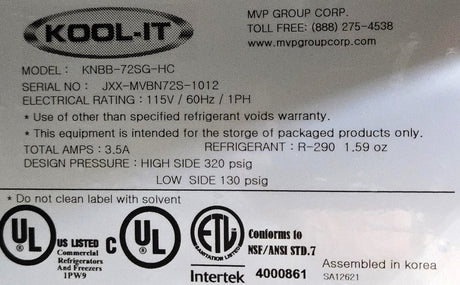 KOOL-IT
MVP GROUP CORP.
TOLL FREE: (888) 275-4538
www.mvpgroupcorp.com
MODEL: KNBB-72SG-HC
SERIAL NO: JXX-MVBN72S-1012
ELECTRICAL RATING: 115V / 60Hz / 1PH
* Use of other than specified refrigerant voids warranty.
* This equipment is intended for the storge of packaged products only.
TOTAL AMPS: 3.5A REFRIGERANT: R-290 1.59 oz
DESIGN PRESSURE: HIGH SIDE 320 psig
LOW SIDE 130 psig
* Do not clean label with solvent
UL US LISTED C UL
Commercial
Refrigerators
And Freezers
1PW9
ETL
SANITATION LISTED
Intertek
Conforms to
NSF/ANSI STD.7
4000861
Assembled in korea
SA12621